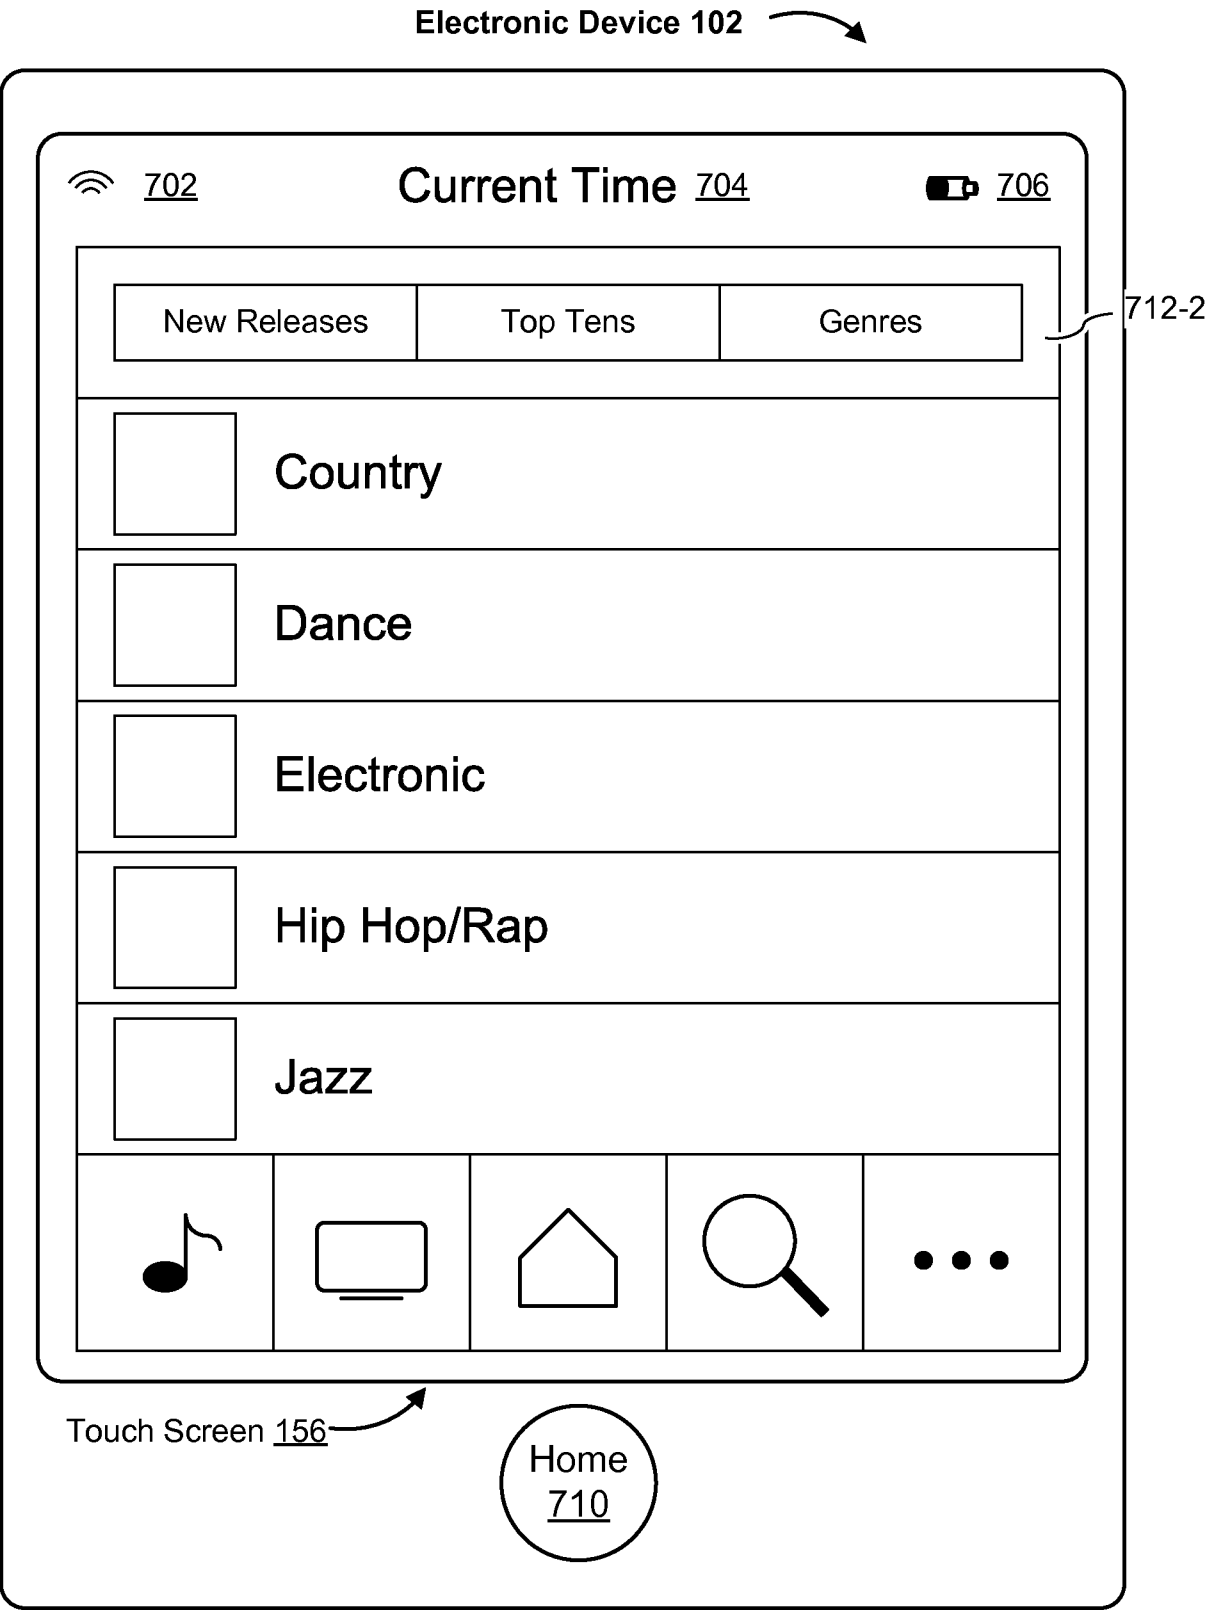 Electronic Device 102
702 Current Time 704 706
New Releases Top Tens Genres
712-2
Country
Dance
Electronic
Hip Hop/Rap
Jazz
Touch Screen 156
Home
710